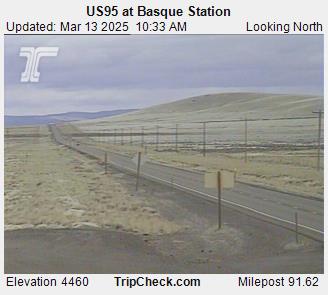 US95 at Basque Station
Updated: Mar 13 2025 10:33 AM Looking North
Elevation 4460 TripCheck.com Milepost 91.62